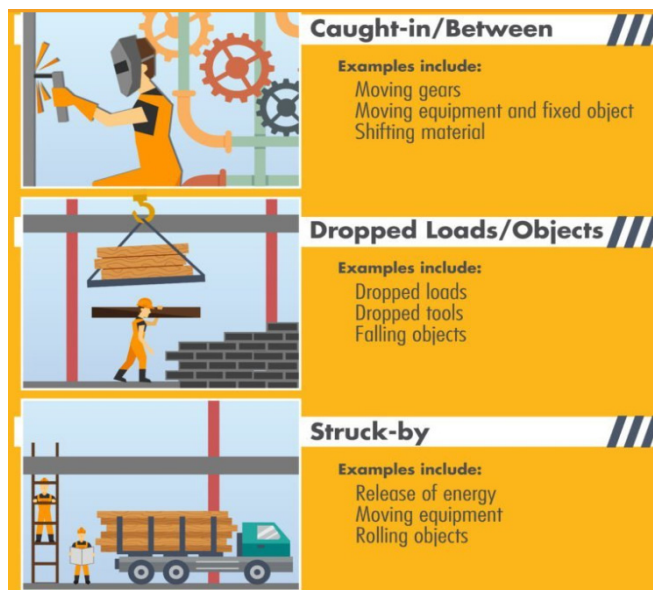 Caught-in/Between
Examples include:
Moving gears
Moving equipment and fixed object
Shifting material
Dropped Loads/Objects
Examples include:
Dropped loads
Dropped tools
Falling objects
Struck-by
Examples include:
Release of energy
Moving equipment
Rolling objects